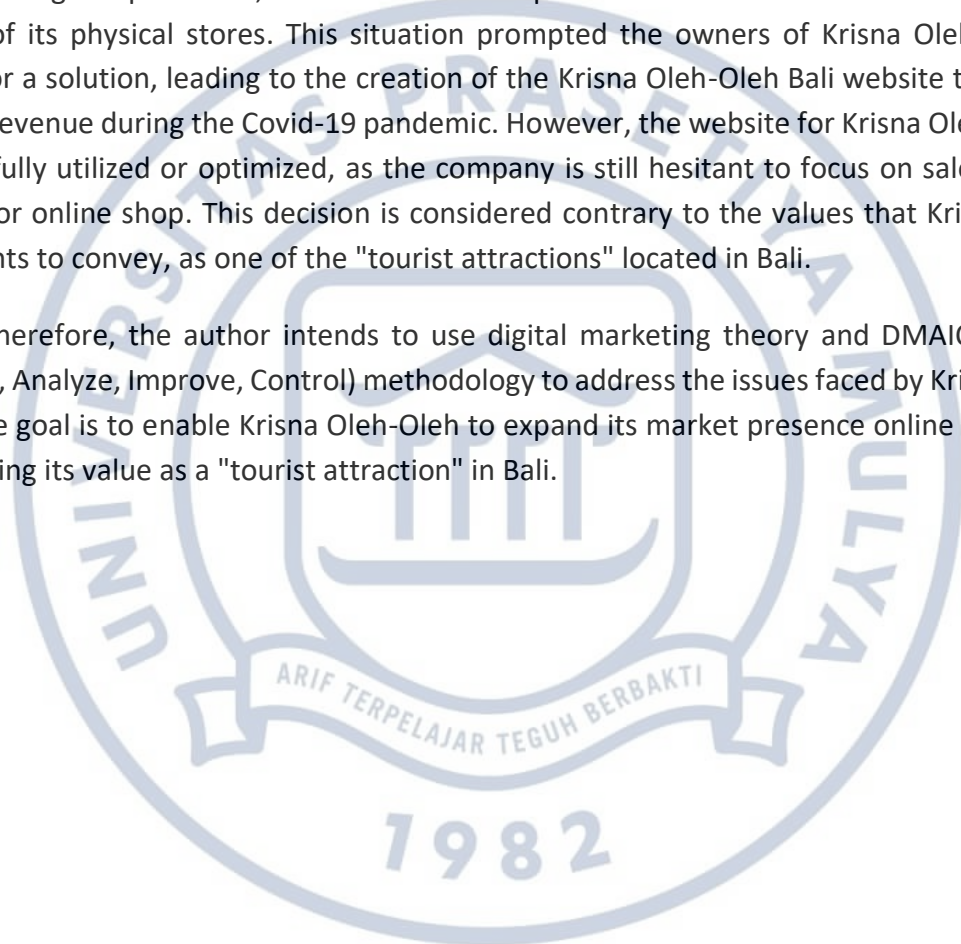 of its physical stores. This situation prompted the owners of Krisna Oleh
or a solution, leading to the creation of the Krisna Oleh-Oleh Bali website t
evenue during the Covid-19 pandemic. However, the website for Krisna Ole
fully utilized or optimized, as the company is still hesitant to focus on sale
or online shop. This decision is considered contrary to the values that Kri
nts to convey, as one of the "tourist attractions" located in Bali.
herefore, the author intends to use digital marketing theory and DMAIC
, Analyze, Improve, Control) methodology to address the issues faced by Kri
e goal is to enable Krisna Oleh-Oleh to expand its market presence online
ing its value as a "tourist attraction" in Bali.
UNIVERSITAS PRASETIYA MULYA
ARIF TERPELAJAR TEGUH BERBAKTI
1982